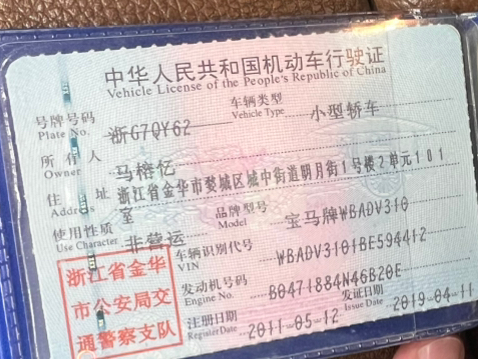 中华人民共和国机动车行驶证
Vehicle License of the People's Republic of China
号牌号码 浙G7QY62 车辆类型 小型轿车
Plate No. Vehicle Type
所有人 马榕亿
Owner
住址 浙江省金华市婺城区城中街道明月街1号楼2单元101
Address 室
使用性质 非营运 品牌型号 宝马牌WBADV310
Use Character Model
车辆识别代号 WBADV3101BE594412
VIN
发动机号码 B0471884N46B20E
Engine No.
注册日期 2011-05-12 发证日期 2019-04-11
Register Date Issue Date
浙江省金华
市公安局交
通警察支队